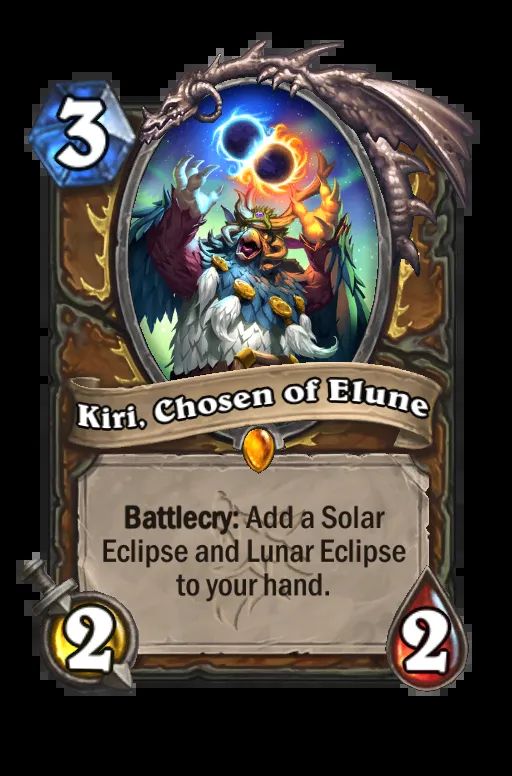 3
Kiri, Chosen of Elune
Battlecry: Add a Solar
Eclipse and Lunar Eclipse
to your hand.
2
2